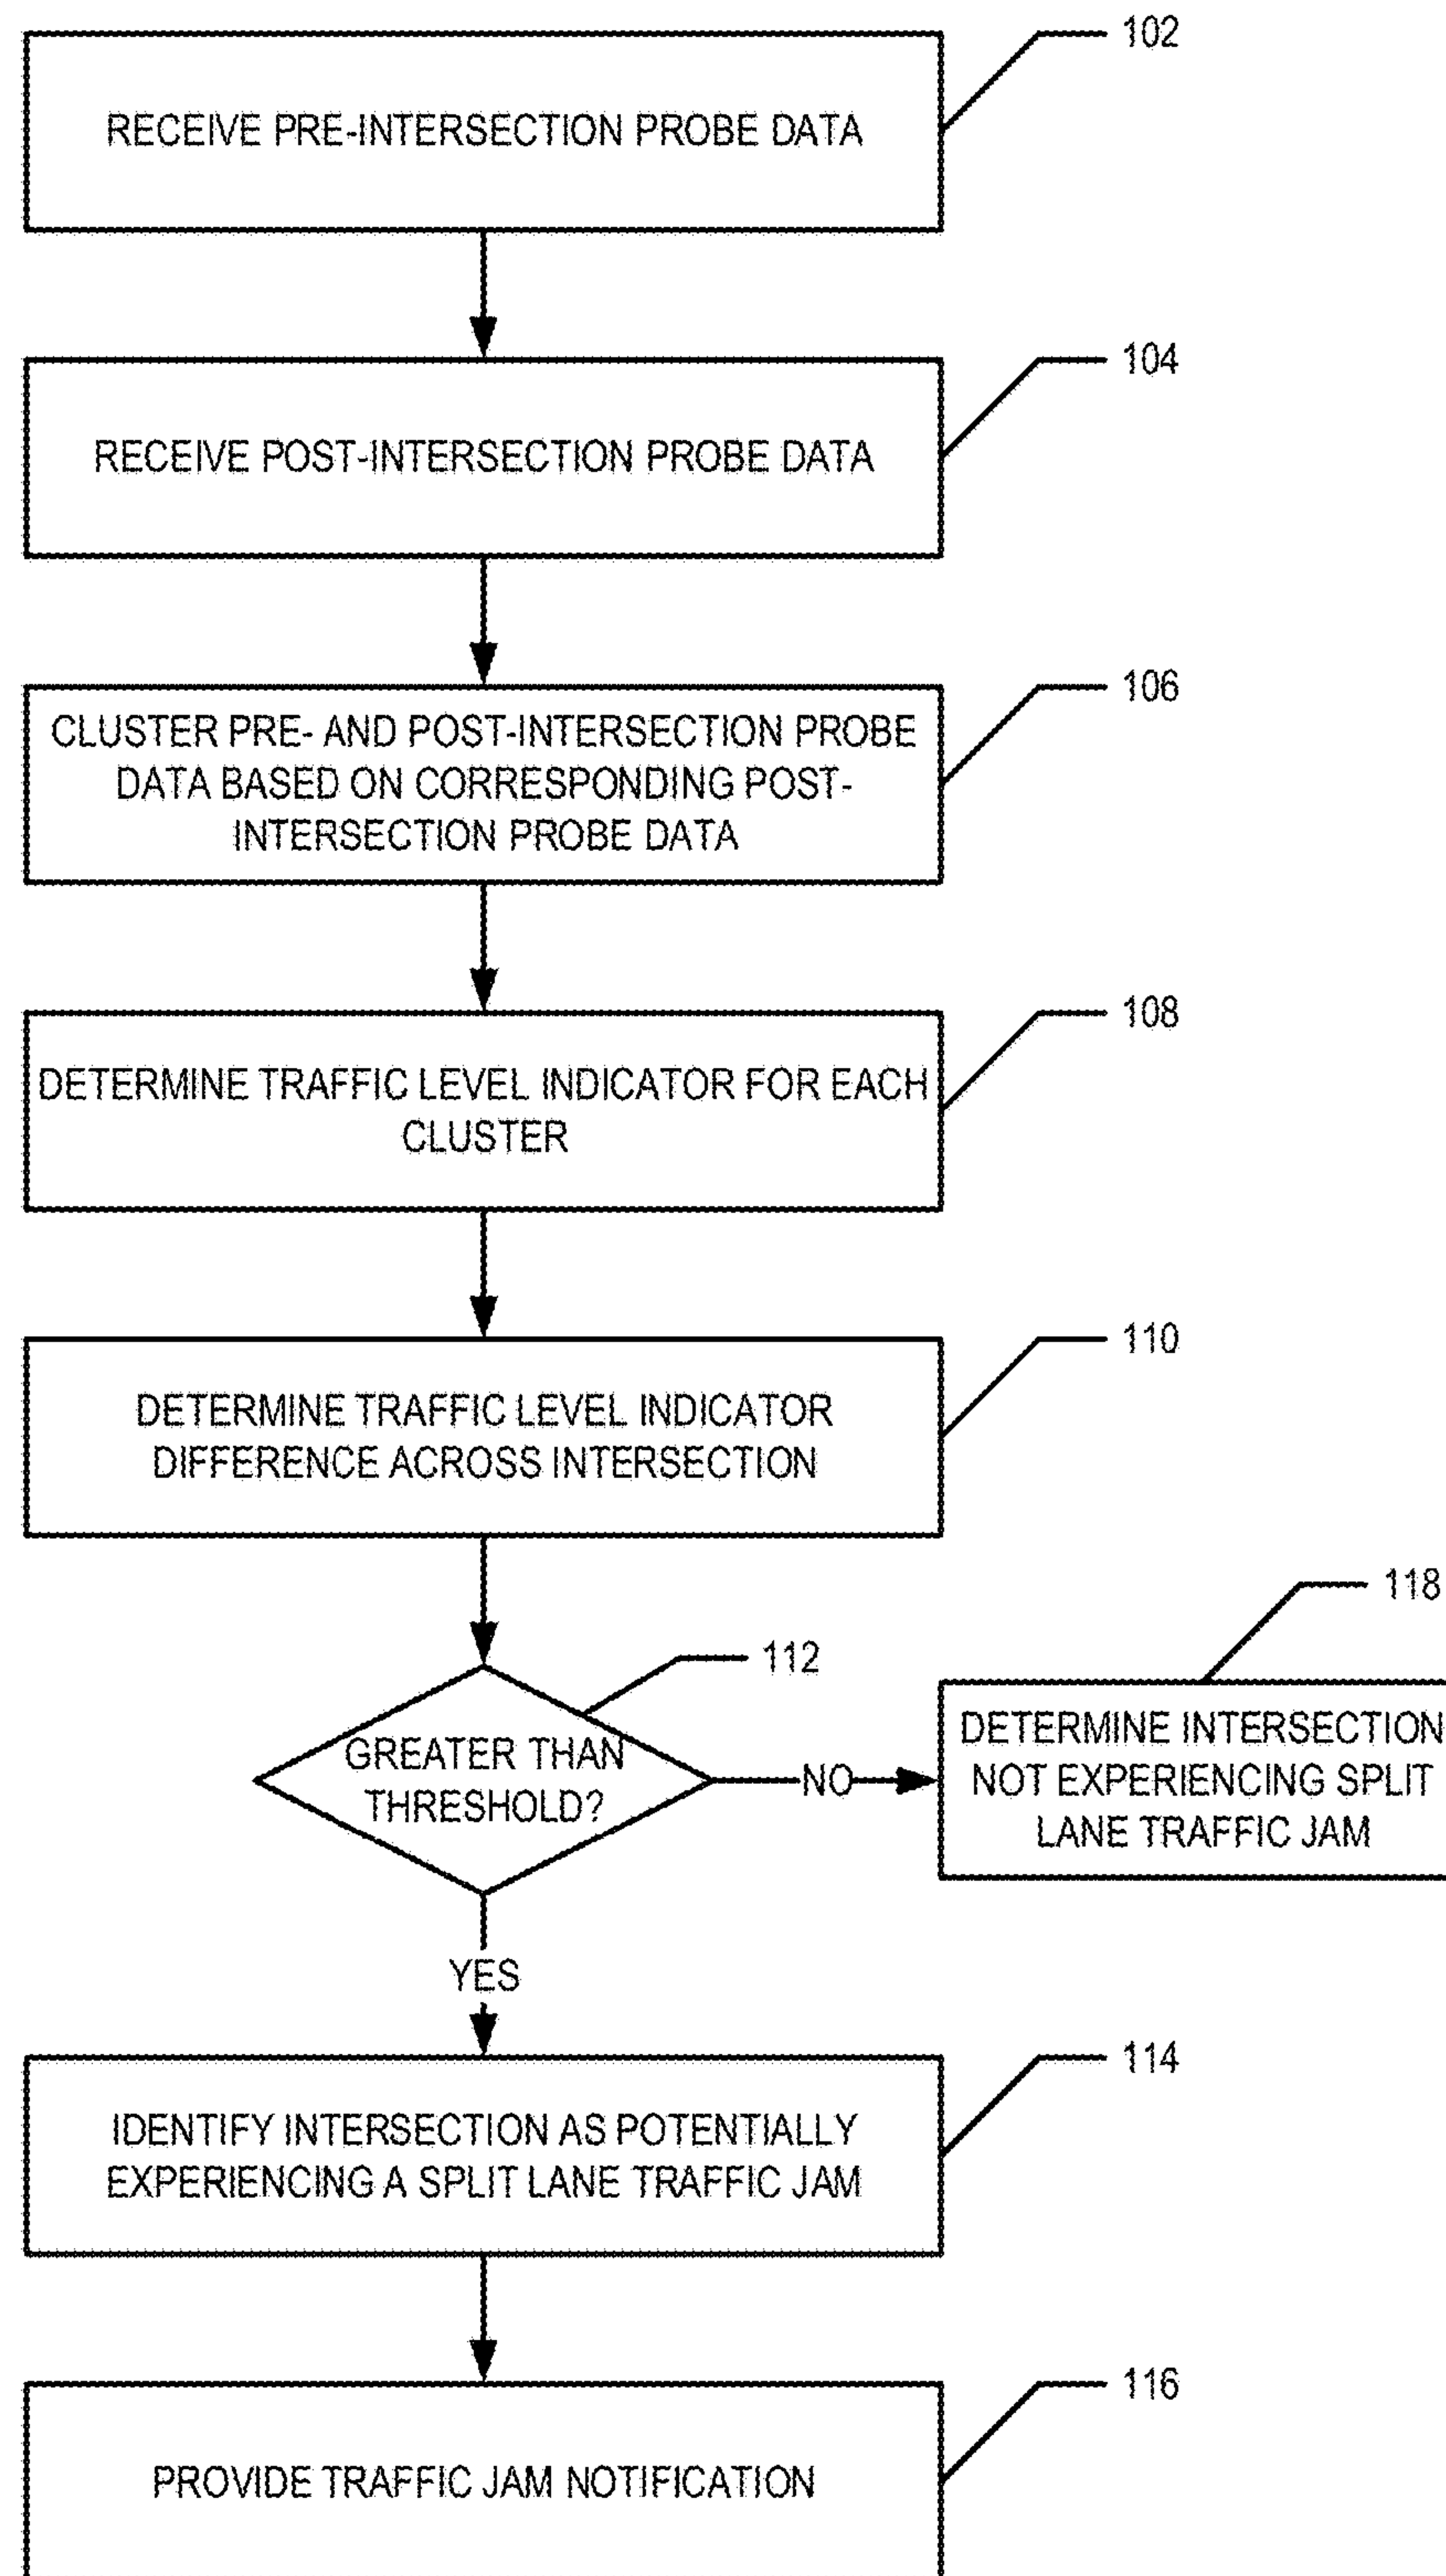 102
RECEIVE PRE-INTERSECTION PROBE DATA
104
RECEIVE POST-INTERSECTION PROBE DATA
106
CLUSTER PRE- AND POST-INTERSECTION PROBE
DATA BASED ON CORRESPONDING POST-
INTERSECTION PROBE DATA
108
DETERMINE TRAFFIC LEVEL INDICATOR FOR EACH
CLUSTER
110
DETERMINE TRAFFIC LEVEL INDICATOR
DIFFERENCE ACROSS INTERSECTION
112
GREATER THAN
THRESHOLD?
NO
118
DETERMINE INTERSECTION
NOT EXPERIENCING SPLIT
LANE TRAFFIC JAM
YES
114
IDENTIFY INTERSECTION AS POTENTIALLY
EXPERIENCING A SPLIT LANE TRAFFIC JAM
116
PROVIDE TRAFFIC JAM NOTIFICATION